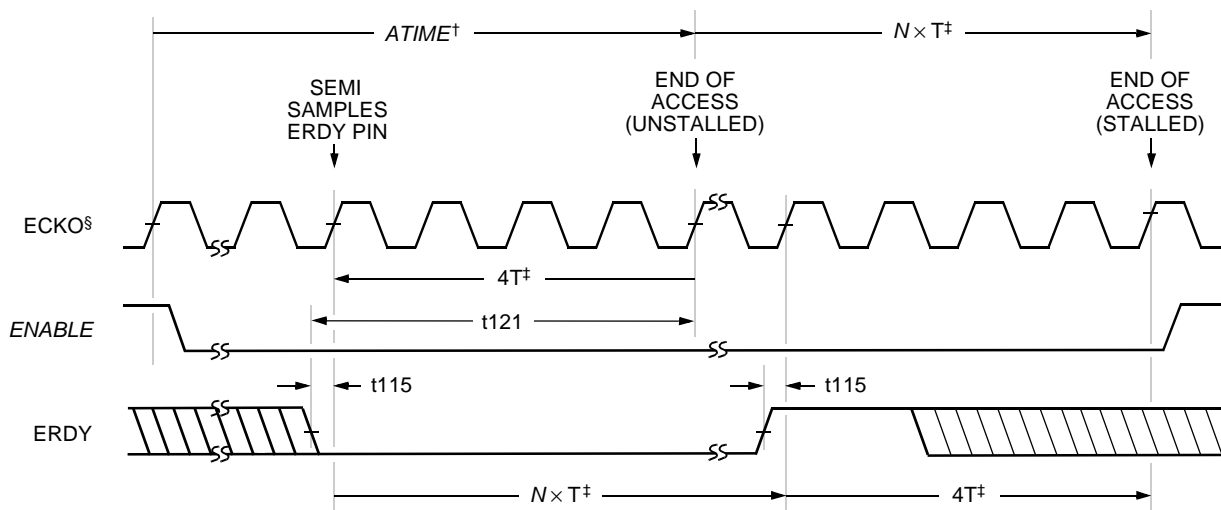 ATIME†
N × T‡
SEMI
SAMPLES
ERDY PIN
END OF
ACCESS
(UNSTALLED)
END OF
ACCESS
(STALLED)
ECKO§
4T‡
t121
ENABLE
t115
t115
ERDY
N × T‡
4T‡